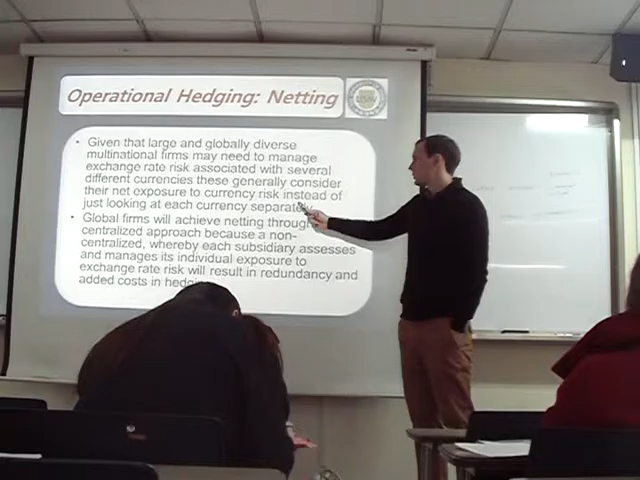 Operational Hedging: Netting
• Given that large and globally diverse
multinational firms may need to manage
exchange rate risk associated with several
different currencies these generally consider
their net exposure to currency risk instead of
just looking at each currency separately.
• Global firms will achieve netting through
centralized approach because a non-
centralized, whereby each subsidiary assesses
and manages its individual exposure to
exchange rate risk will result in redundancy and
added costs in